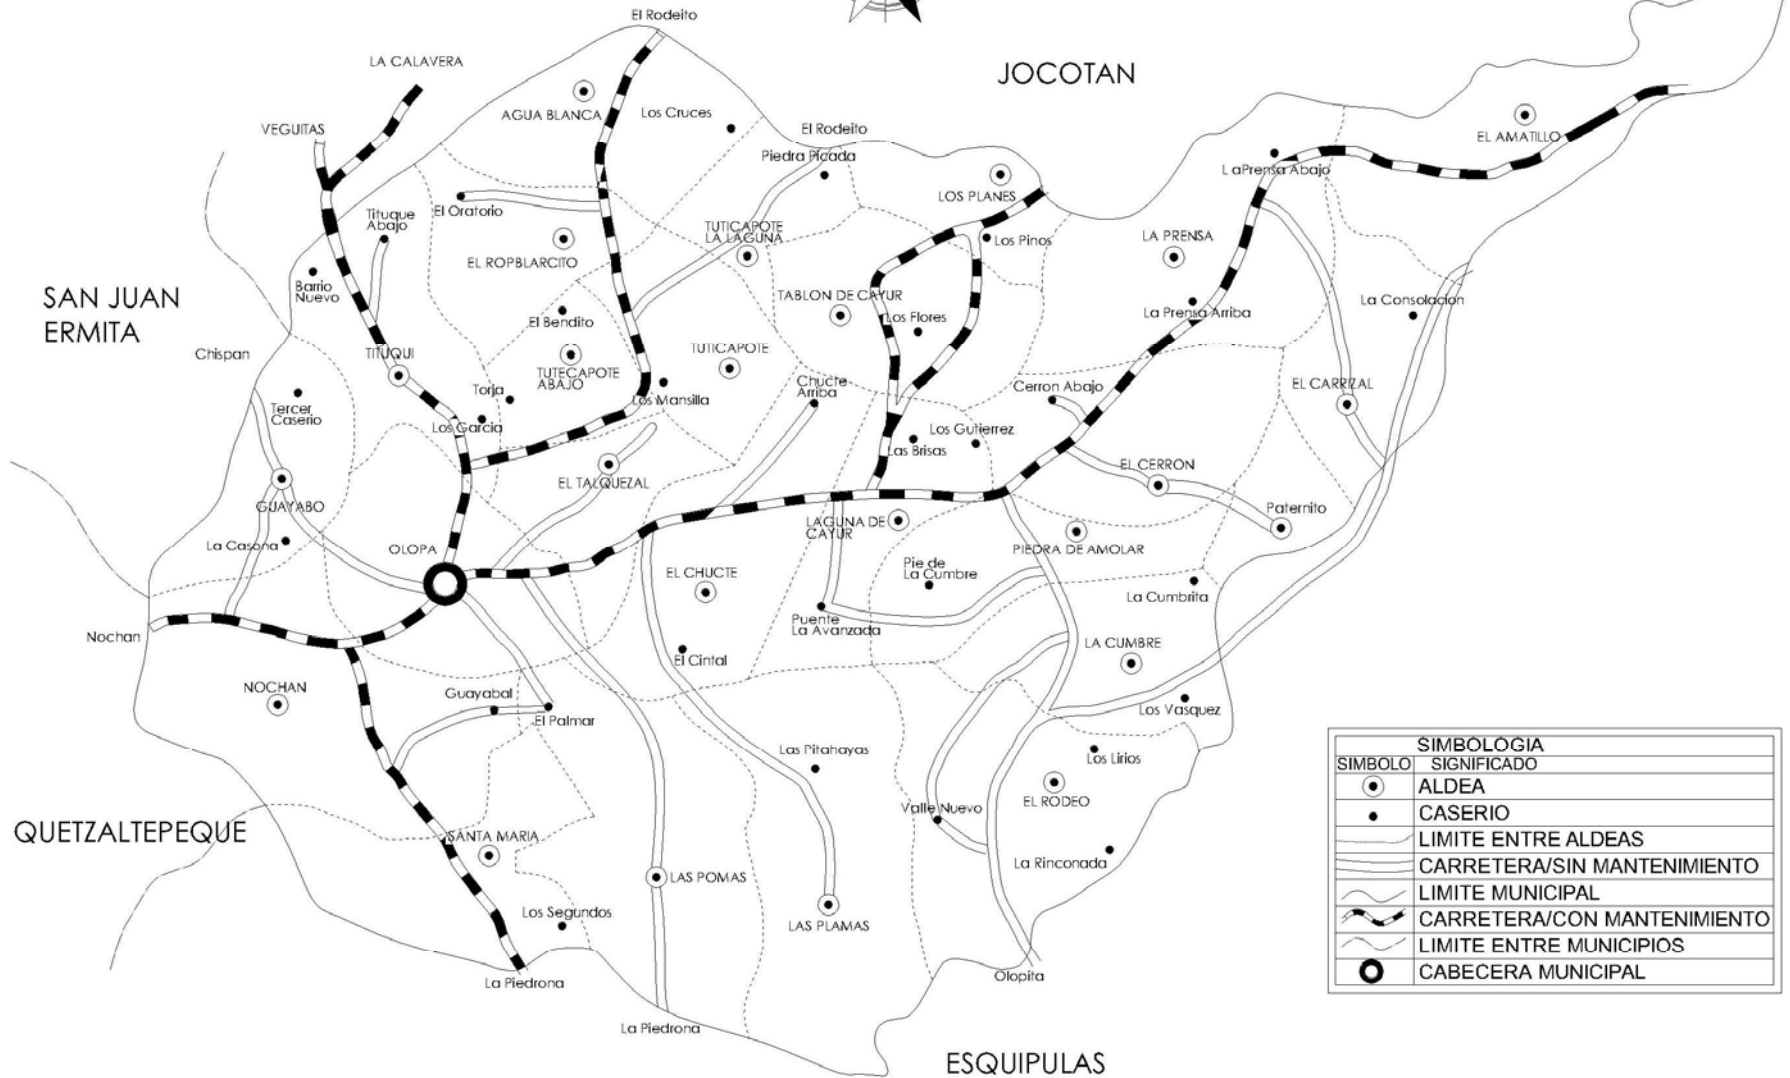 El Rodeito
LA CALAVERA
JOCOTAN
AGUA BLANCA
Los Cruces
VEGUITAS
El Rodeito
Piedra Picada
EL AMATILLO
LaPrensa Abajo
LOS PLANES
El Oratorio
Tituque
Abajo
TUTICAPOTE
LA LAGUNA
Los Pinos
LA PRENSA
EL ROPBLARCITO
Barrio
Nuevo
SAN JUAN
ERMITA
TABLON DE CAYUR
La Consolacion
Los Flores
La Prensa Arriba
El Bendito
Chispan
TITUQUI
TUTECAPOTE
ABAJO
TUTICAPOTE
Chucte
Arriba
Cerron Abajo
EL CARRIZAL
Torja
Los Mansilla
Tercer
Caserio
Los Garcia
Los Gutierrez
Las Brisas
EL CERRON
EL TALQUEZAL
GUAYABO
Paternito
LAGUNA DE
CAYUR
La Casona
OLOPA
PIEDRA DE AMOLAR
EL CHUCTE
Pie de
La Cumbre
La Cumbrita
Puente
La Avanzada
Nochan
El Cintal
LA CUMBRE
NOCHAN
Guayabal
El Palmar
Los Vasquez
Las Pitahayas
Los Lirios
EL RODEO
Valle Nuevo
QUETZALTEPEQUE
SANTA MARIA
La Rinconada
LAS POMAS
Los Segundos
LAS PLAMAS
La Piedrona
Olopita
La Piedrona
ESQUIPULAS
SIMBOLOGIA
SIMBOLO SIGNIFICADO
ALDEA
CASERIO
LIMITE ENTRE ALDEAS
CARRETERA/SIN MANTENIMIENTO
LIMITE MUNICIPAL
CARRETERA/CON MANTENIMIENTO
LIMITE ENTRE MUNICIPIOS
CABECERA MUNICIPAL